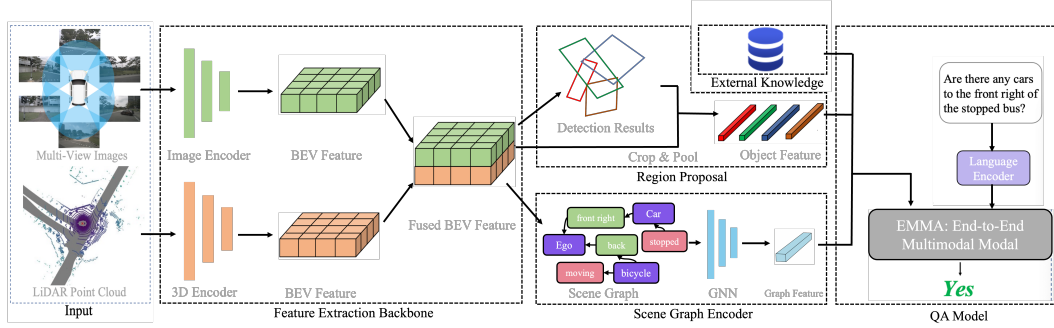 Multi-View Images
LiDAR Point Cloud
Input
Image Encoder
BEV Feature
3D Encoder
BEV Feature
Fused BEV Feature
Feature Extraction Backbone
Detection Results
Crop & Pool
Object Feature
Region Proposal
External Knowledge
front right
Car
Ego
back
stopped
moving
bicycle
Scene Graph
GNN
Graph Feature
Scene Graph Encoder
Are there any cars
to the front right of
the stopped bus?
Language
Encoder
EMMA: End-to-End
Multimodal Modal
Yes
QA Model